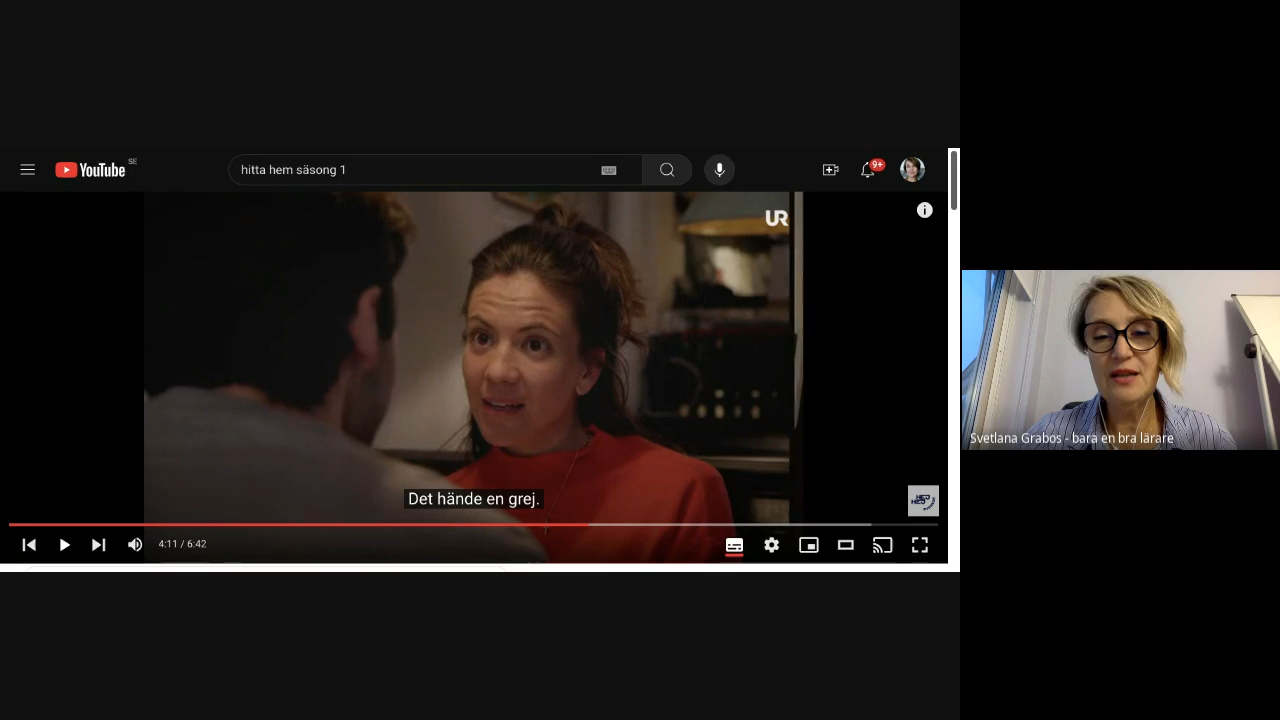 YouTube SE
hitta hem säsong 1
9+
UR
Det hände en grej.
4:11 / 6:42
Svetlana Grabos - bara en bra lärare